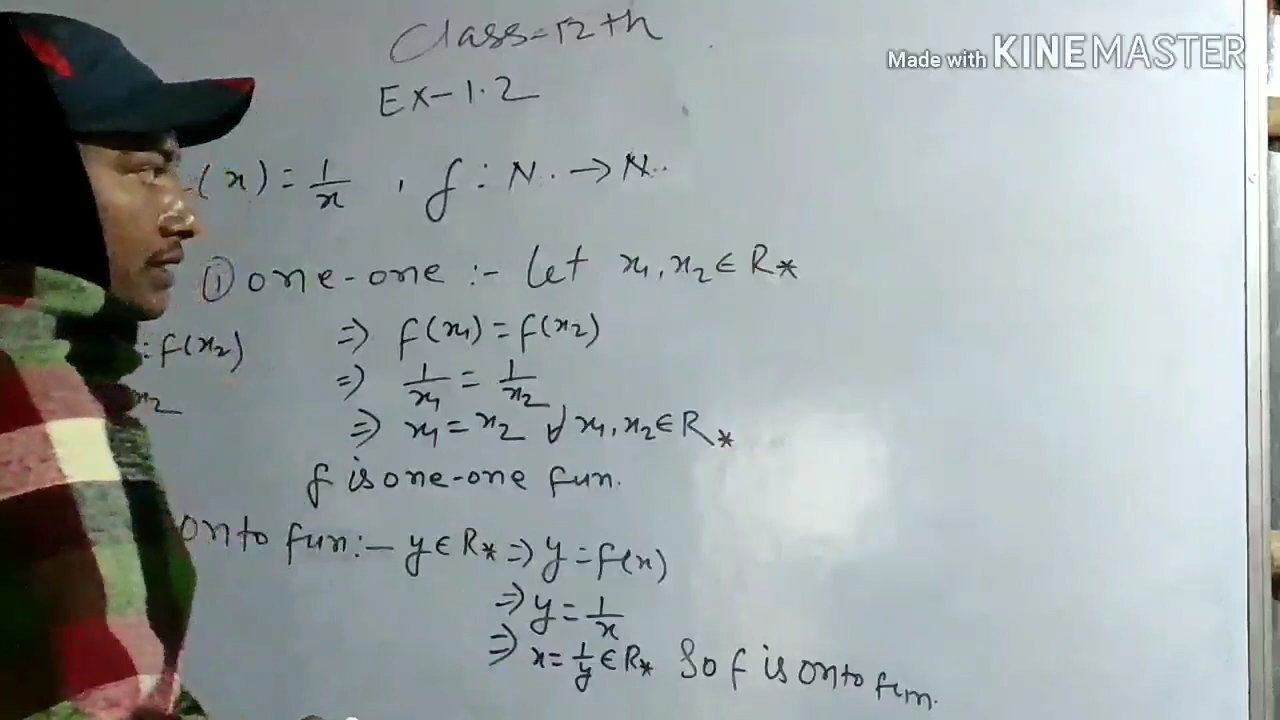 Class-12th
Made with KINEMASTER
Ex-1.2
(x) = 1/x , f : N.. → N..
① one-one :- Let x₁, x₂ ∈ R*
: f(x₂) ⇒ f(x₁) = f(x₂)
⇒ 1/x₁ = 1/x₂
x₂
⇒ x₁ = x₂ ∀ x₁, x₂ ∈ R*
f is one-one fun.
onto fun :- y ∈ R* ⇒ y = f(x)
⇒ y = 1/x
⇒ x = 1/y ∈ R* So f is onto fun.